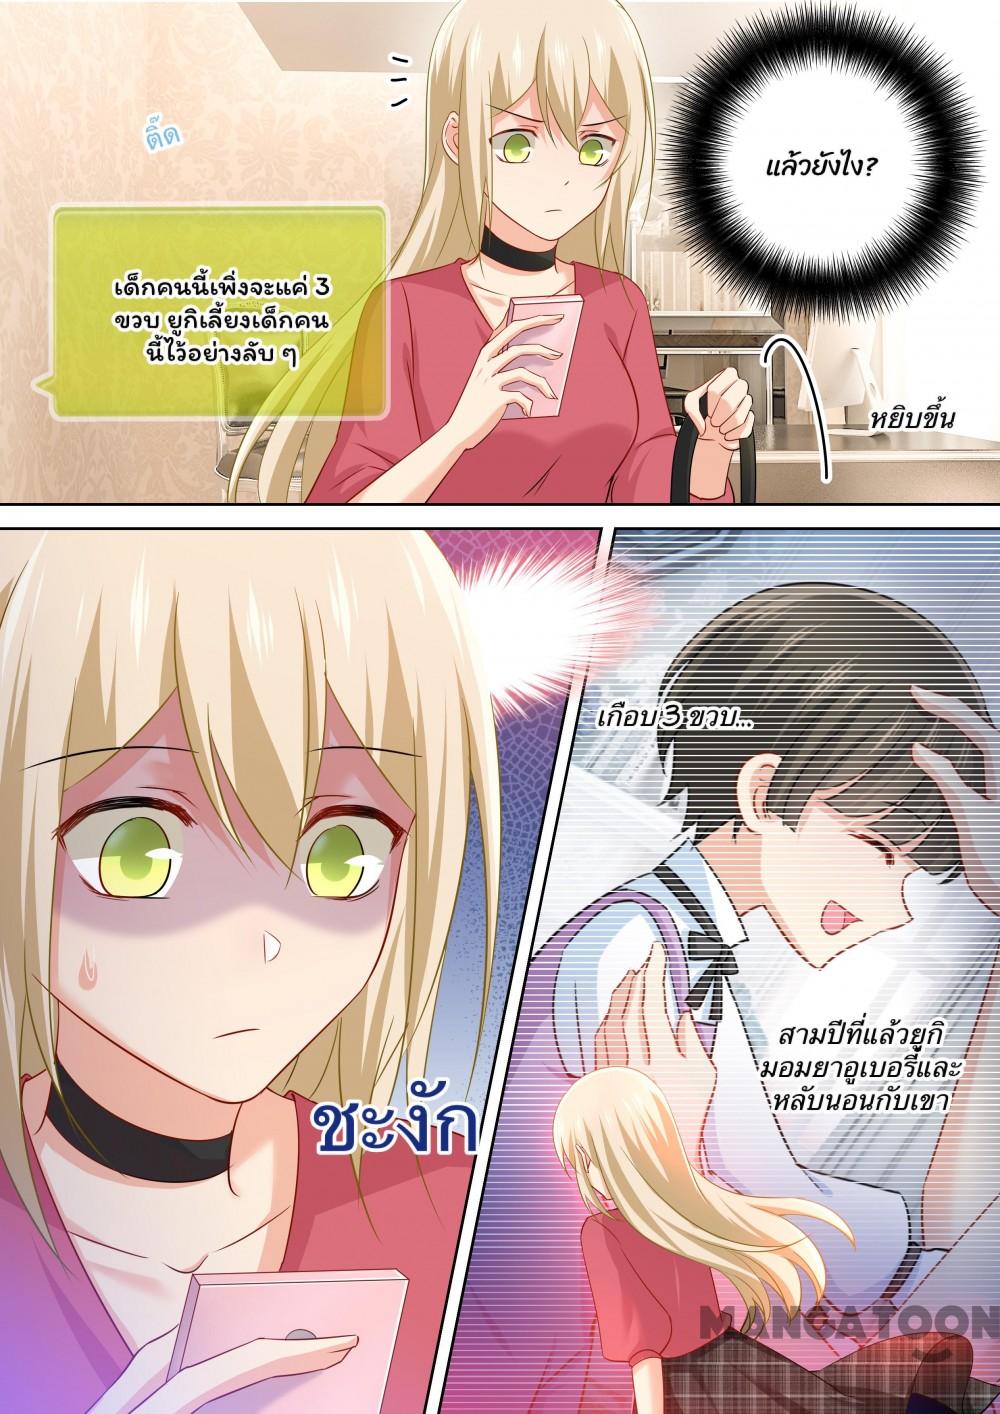 ติ๊ด
แล้วยังไง?
เด็กคนนี้เพิ่งจะแค่ 3
ขวบ ยูกิเลี้ยงเด็กคน
นี้ไว้อย่างลับ ๆ
หยิบขึ้น
เกือบ 3 ขวบ...
ชะงัก
สามปีที่แล้วยูกิ
มอมยาอูเบอร์และ
หลับนอนกับเขา
MANGATOON